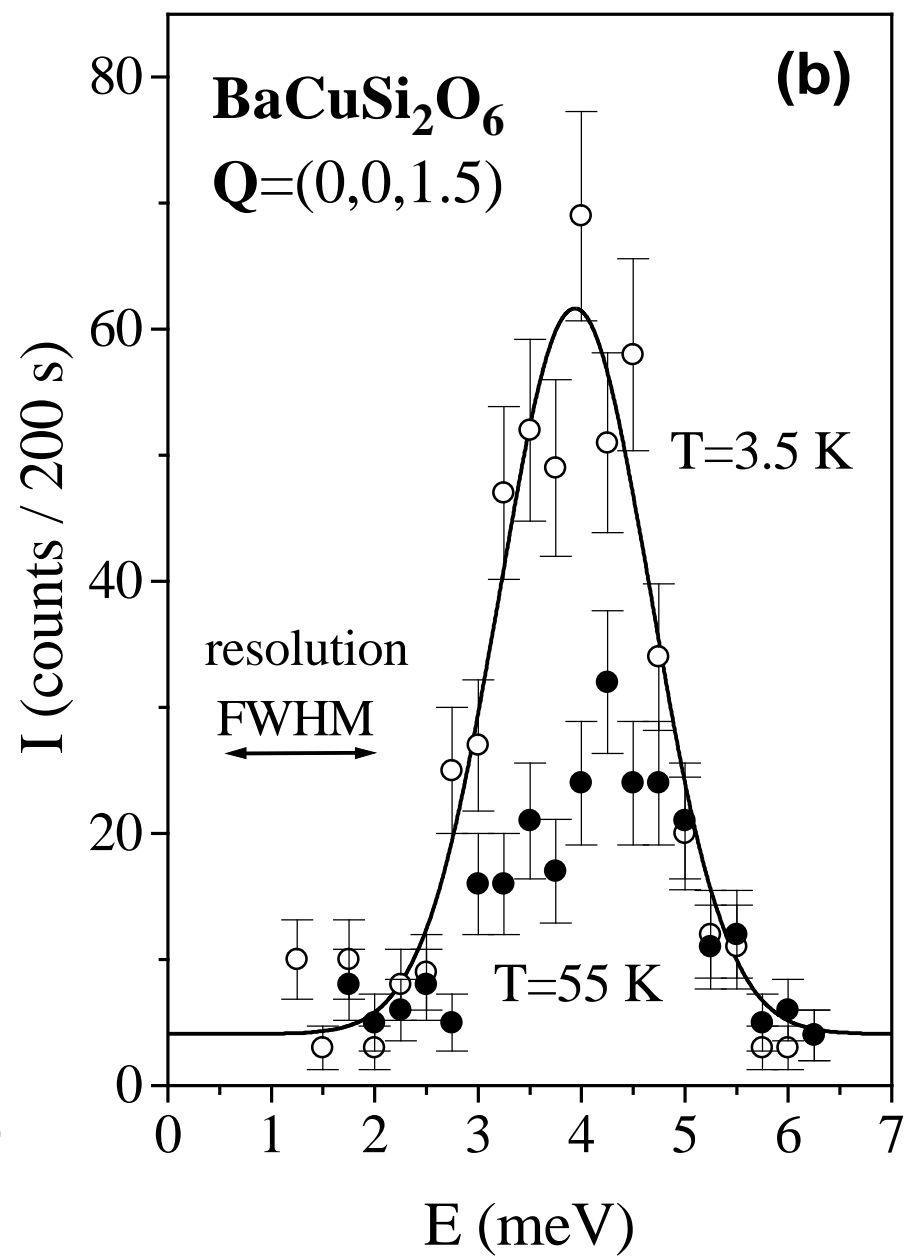 (b)
BaCuSi₂O₆
Q=(0,0,1.5)
80
60
40
20
0
I (counts / 200 s)
T=3.5 K
resolution
FWHM
T=55 K
0 1 2 3 4 5 6 7
E (meV)